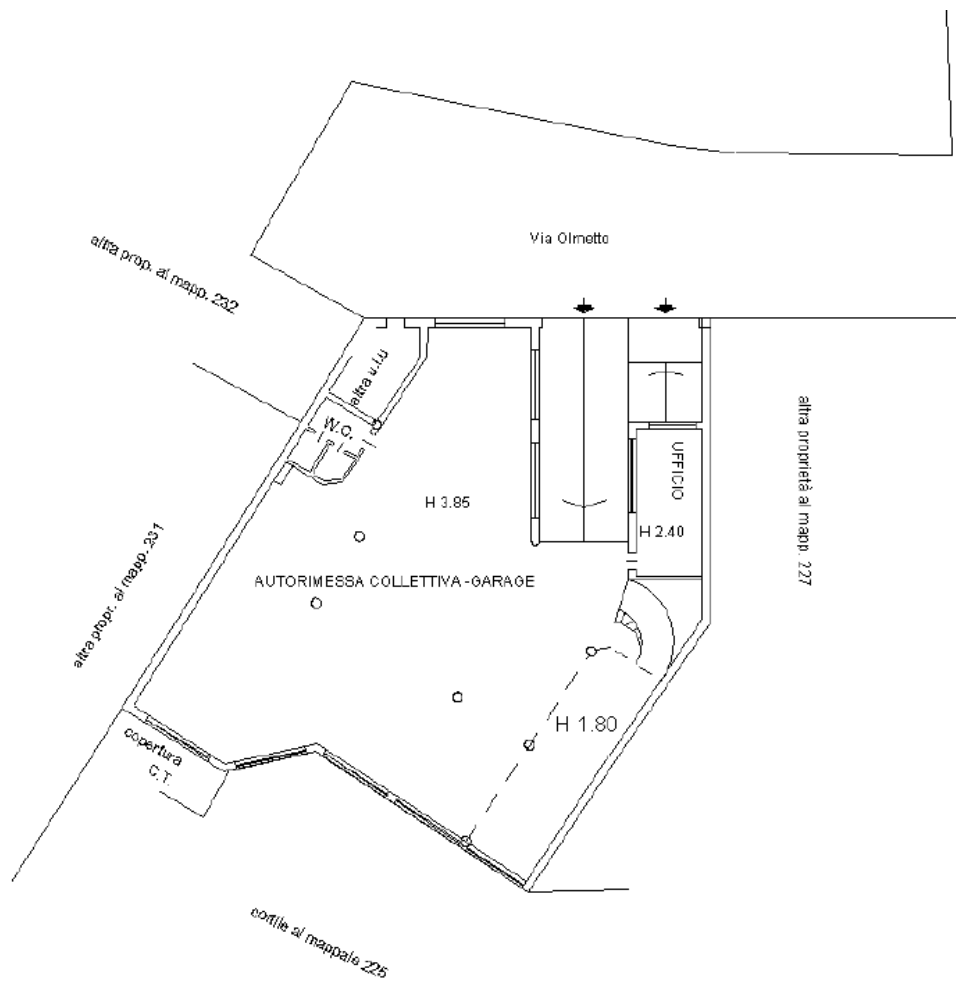 Via Olmetto
altra prop. al mapp. 232
altra u.i.u
W.C.
UFFICIO
altra proprietà al mapp. 227
H 3.85
H 2.40
AUTORIMESSA COLLETTIVA -GARAGE
altra propr. al mapp. 231
H 1.80
copertura
C.T.
cortile al mappale 225